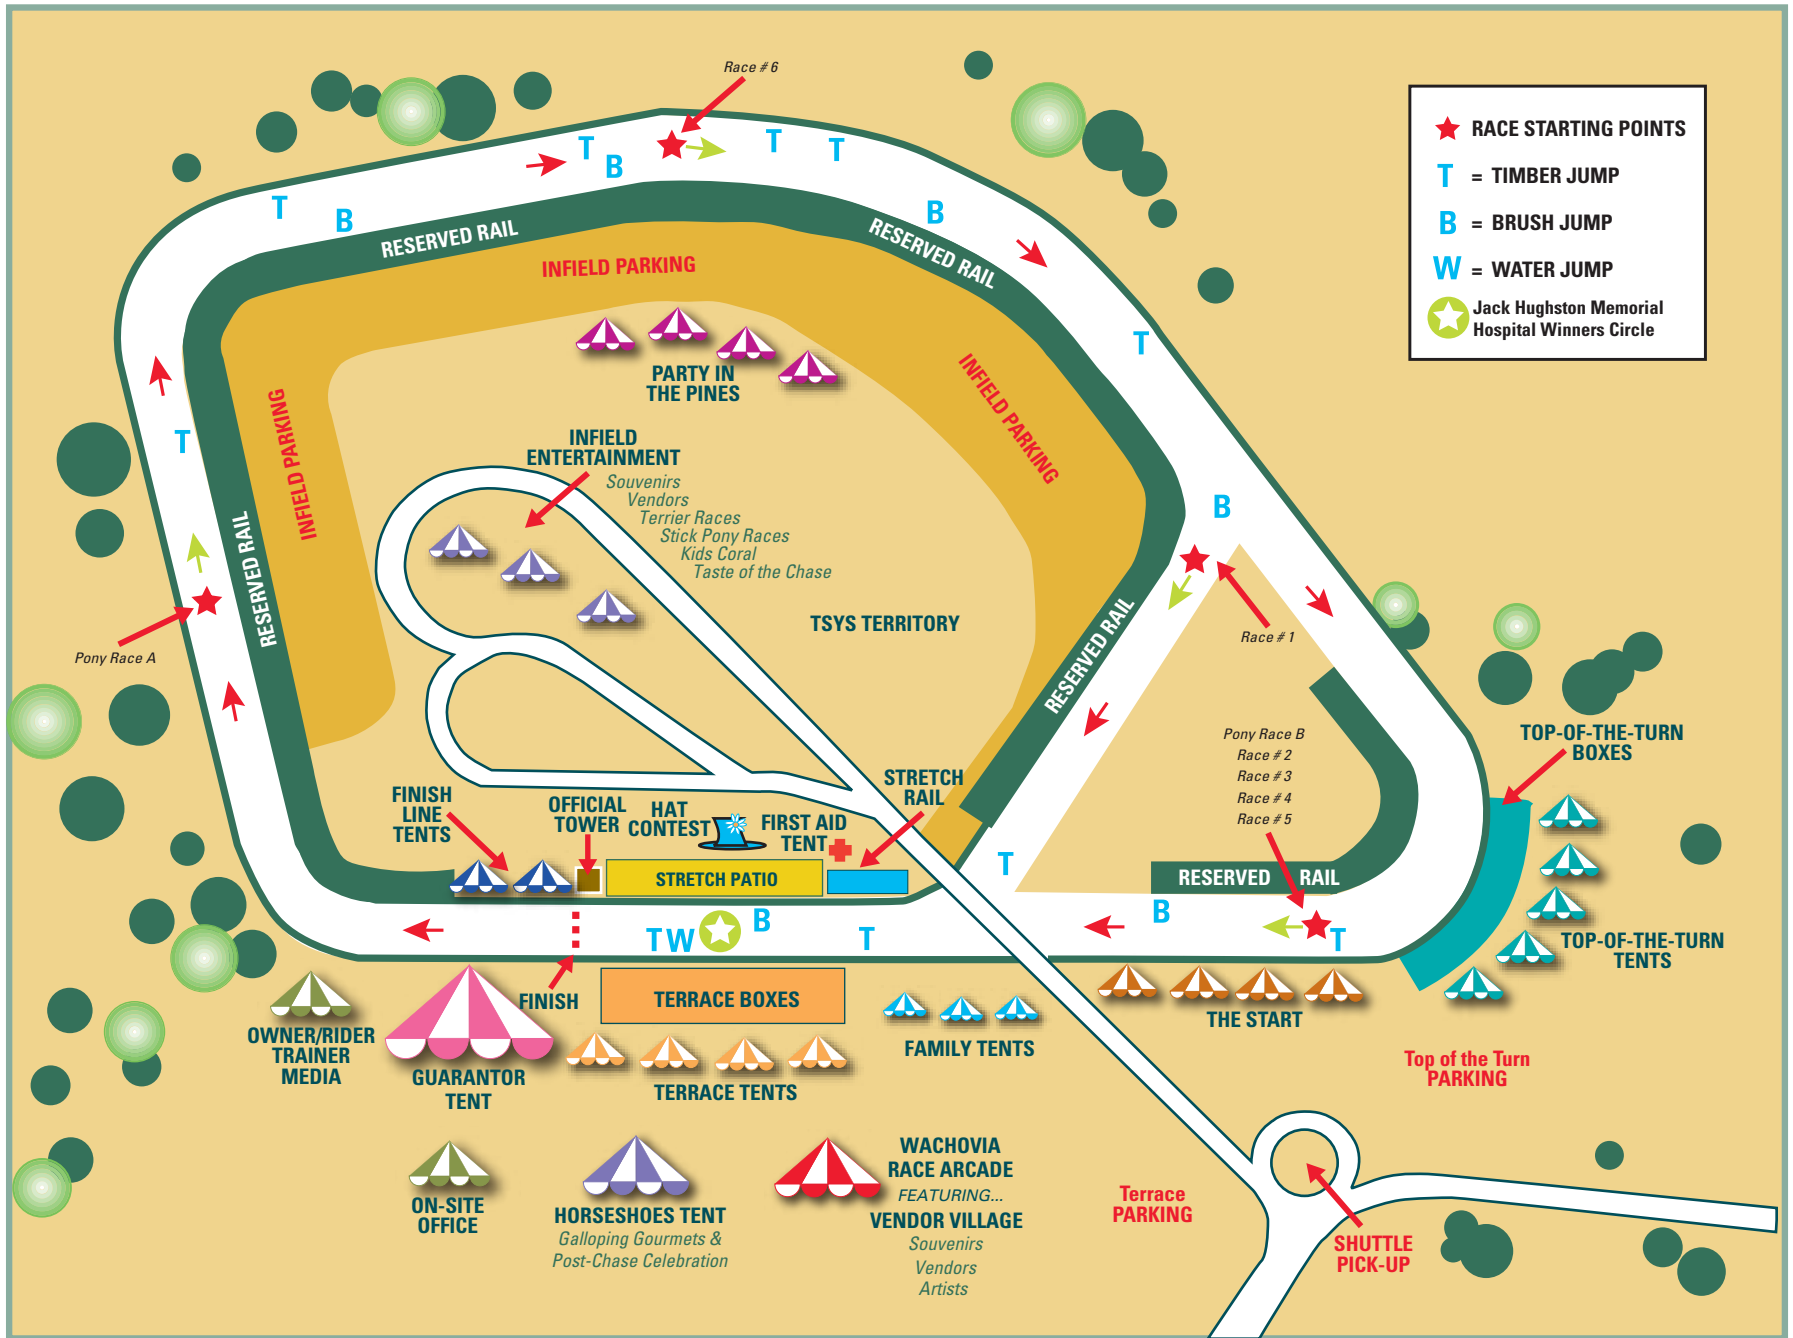 Race # 6
RACE STARTING POINTS
T = TIMBER JUMP
B = BRUSH JUMP
W = WATER JUMP
Jack Hughston Memorial
Hospital Winners Circle
T
B
T
T
T
B
T
B
RESERVED RAIL
RESERVED RAIL
INFIELD PARKING
T
PARTY IN
THE PINES
INFIELD PARKING
INFIELD PARKING
T
INFIELD
ENTERTAINMENT
Souvenirs
Vendors
Terrier Races
Stick Pony Races
Kids Coral
Taste of the Chase
B
RESERVED RAIL
TSYS TERRITORY
RESERVED RAIL
Race # 1
Pony Race A
Pony Race B
Race # 2
Race # 3
Race # 4
Race # 5
TOP-OF-THE-TURN
BOXES
STRETCH
RAIL
FINISH
LINE
TENTS
OFFICIAL
TOWER
HAT
CONTEST
FIRST AID
TENT
T
STRETCH PATIO
RESERVED RAIL
T
W
B
T
B
T
TOP-OF-THE-TURN
TENTS
FINISH
TERRACE BOXES
THE START
OWNER/RIDER
TRAINER
MEDIA
GUARANTOR
TENT
TERRACE TENTS
FAMILY TENTS
Top of the Turn
PARKING
ON-SITE
OFFICE
HORSESHOES TENT
Galloping Gourmets &
Post-Chase Celebration
WACHOVIA
RACE ARCADE
FEATURING...
VENDOR VILLAGE
Souvenirs
Vendors
Artists
Terrace
PARKING
SHUTTLE
PICK-UP